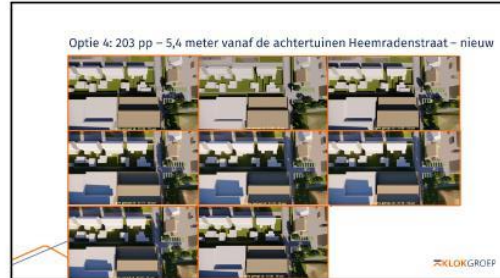 Optie 4: 203 pp – 5,4 meter vanaf de achtertuinen Heemradenstraat – nieuw
KLOKGROEP